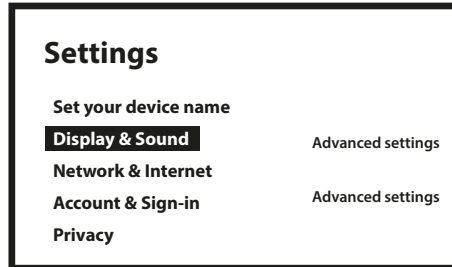 Settings
Set your device name
Display & Sound
Advanced settings
Network & Internet
Account & Sign-in
Advanced settings
Privacy